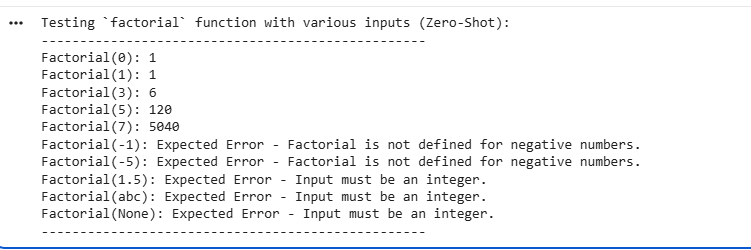 Testing `factorial` function with various inputs (Zero-Shot):
--------------------------------------------------
Factorial(0): 1
Factorial(1): 1
Factorial(3): 6
Factorial(5): 120
Factorial(7): 5040
Factorial(-1): Expected Error - Factorial is not defined for negative numbers.
Factorial(-5): Expected Error - Factorial is not defined for negative numbers.
Factorial(1.5): Expected Error - Input must be an integer.
Factorial(abc): Expected Error - Input must be an integer.
Factorial(None): Expected Error - Input must be an integer.
--------------------------------------------------